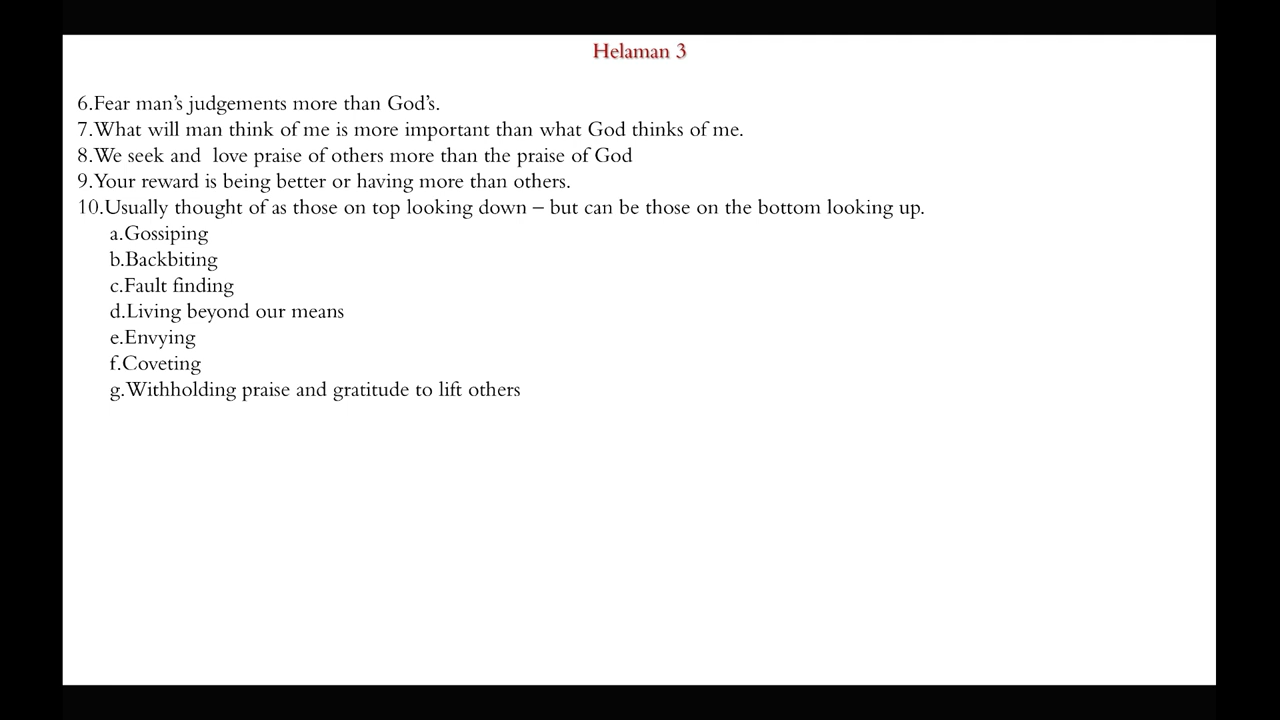 Helaman 3
6.Fear man’s judgements more than God’s.
7.What will man think of me is more important than what God thinks of me.
8.We seek and  love praise of others more than the praise of God
9.Your reward is being better or having more than others.
10.Usually thought of as those on top looking down – but can be those on the bottom looking up.
a.Gossiping
b.Backbiting
c.Fault finding
d.Living beyond our means
e.Envying
f.Coveting
g.Withholding praise and gratitude to lift others